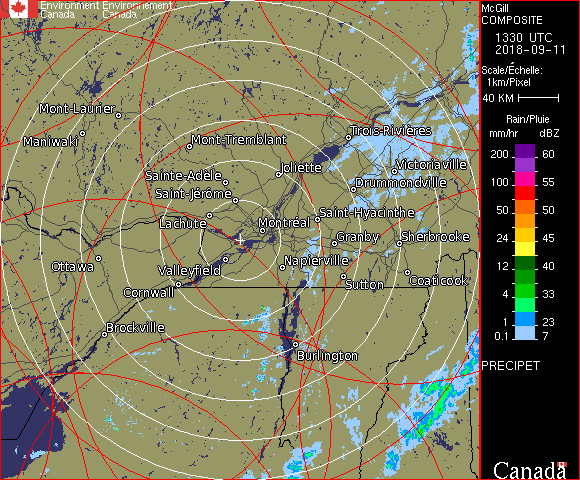 Environment Environnement
Canada Canada
McGill
COMPOSITE
1330 UTC
2018-09-11
Scale/Échelle:
1km/Pixel
40 KM
Rain/Pluie
mm/hr dBZ
200 60
150 57
100 55
50 50
24 45
12 40
4 33
1 23
0.1 7
PRECIPET
Canada
Mont-Laurier
Maniwaki
Mont-Tremblant
Trois-Rivières
Joliette
Victoriaville
Sainte-Adèle
Drummondville
Saint-Jérôme
Lachute
Saint-Hyacinthe
Montréal
Granby
Sherbrooke
Ottawa
Valleyfield
Napierville
Cornwall
Sutton
Coaticook
Brockville
Burlington